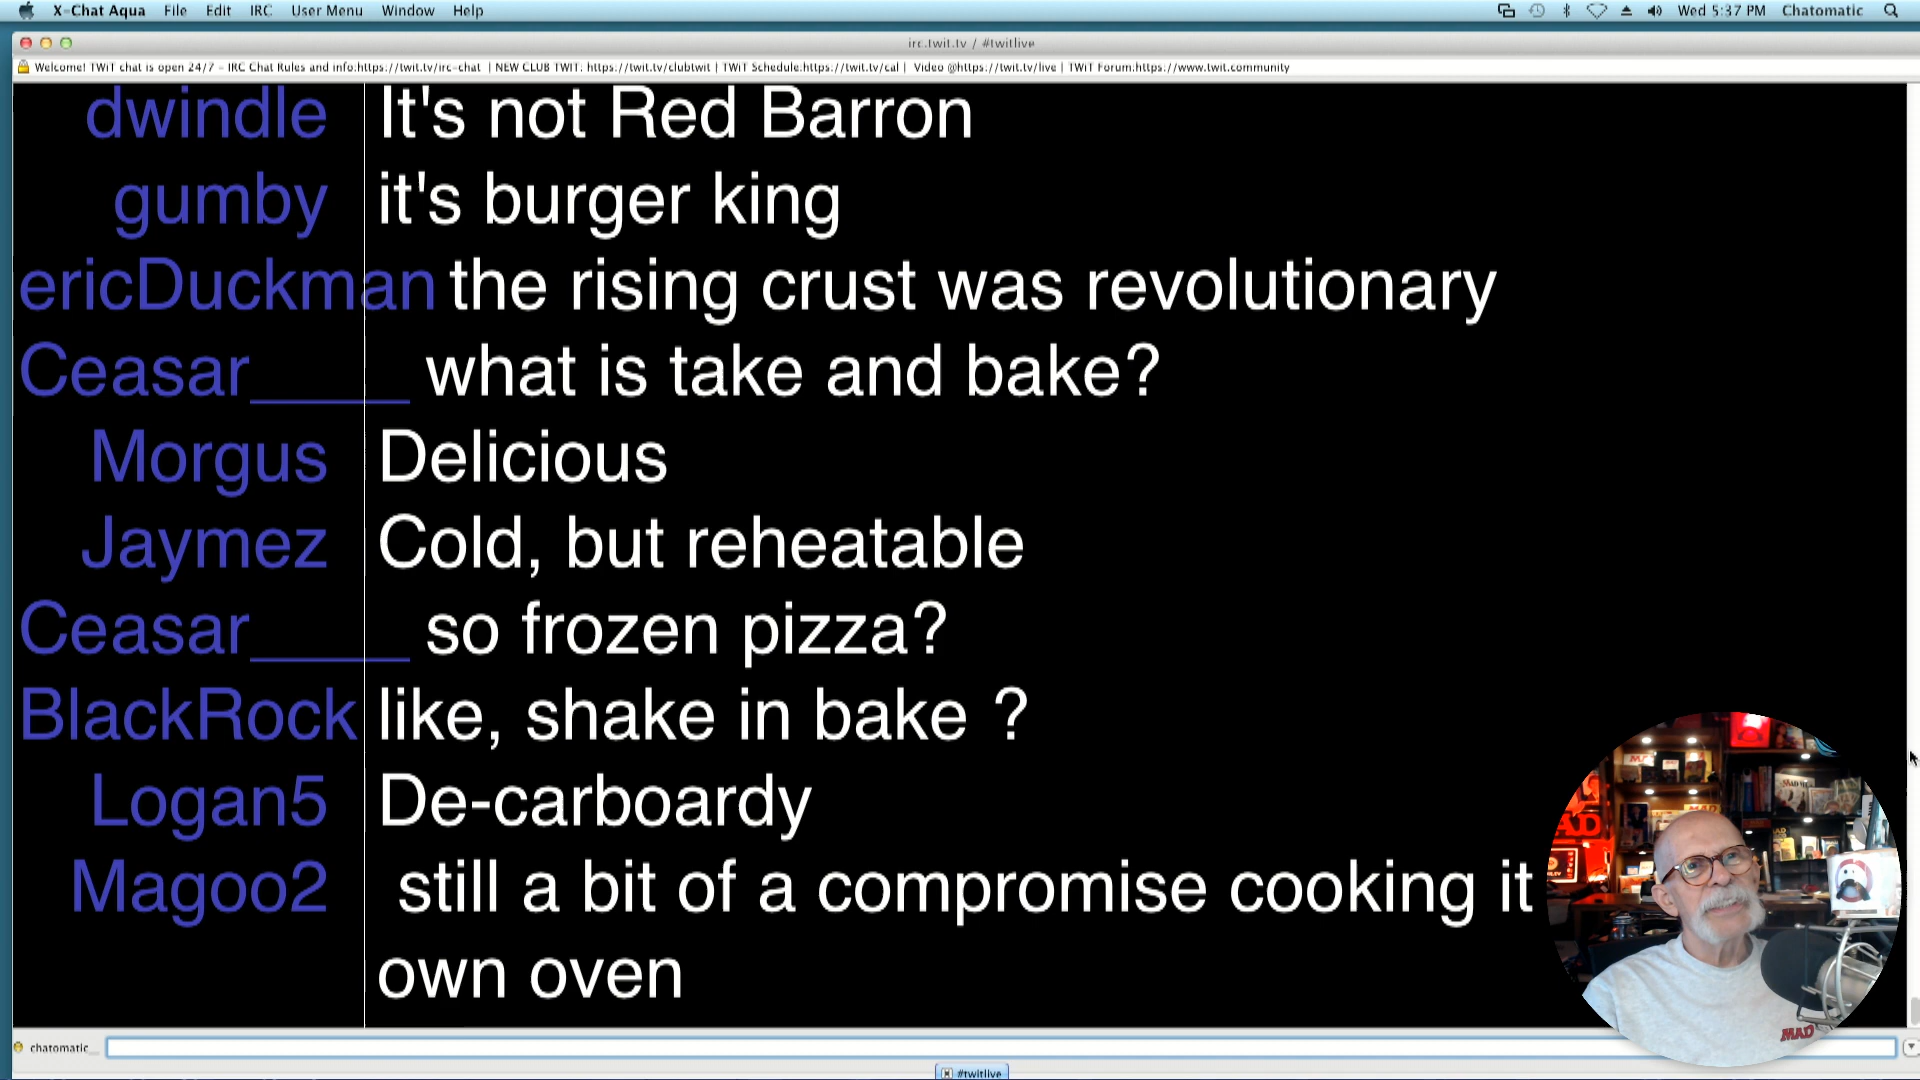 X-Chat Aqua File Edit IRC User Menu Window Help Wed 5:37 PM Chatomatic
irc.twit.tv / #twitlive
Welcome! TWiT chat is open 24/7 - IRC Chat Rules and info:https://twit.tv/irc-chat | NEW CLUB TWIT: https://twit.tv/clubtwit | TWiT Schedule:https://twit.tv/cal | Video @https://twit.tv/live | TWiT Forum:https://www.twit.community
dwindle It's not Red Barron
gumby it's burger king
ericDuckman the rising crust was revolutionary
Ceasar_____ what is take and bake?
Morgus Delicious
Jaymez Cold, but reheatable
Ceasar_____ so frozen pizza?
BlackRock like, shake in bake ?
Logan5 De-carboardy
Magoo2 still a bit of a compromise cooking it
own oven
MAD
chatomatic_
#twitlive